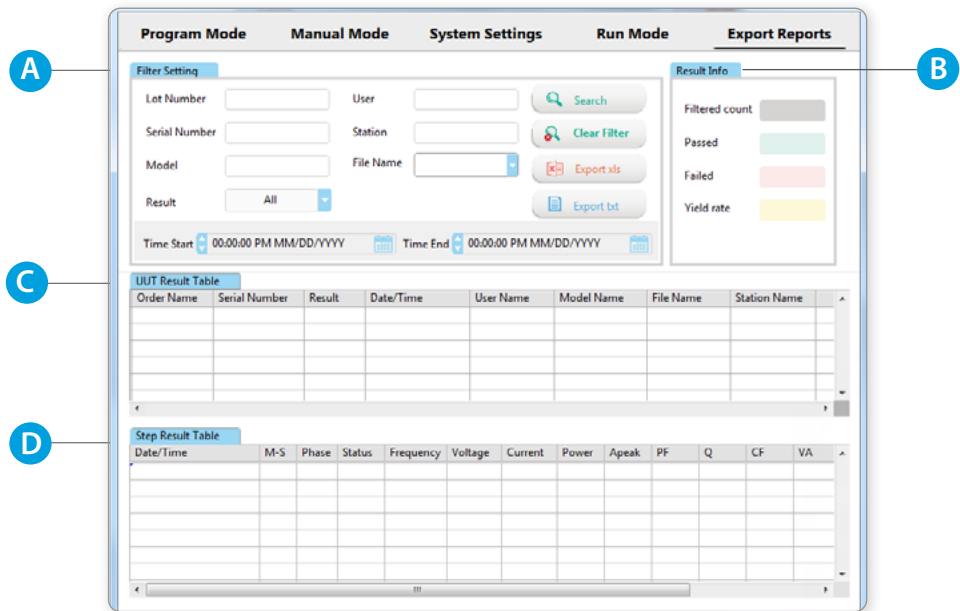 Program Mode Manual Mode System Settings Run Mode Export Reports
A
B
Filter Setting
Result Info
Lot Number User Search
Serial Number Station Clear Filter
Model File Name Export xls
Result All Export txt
Time Start 00:00:00 PM MM/DD/YYYY Time End 00:00:00 PM MM/DD/YYYY
Filtered count
Passed
Failed
Yield rate
C
UUT Result Table
Order Name Serial Number Result Date/Time User Name Model Name File Name Station Name
D
Step Result Table
Date/Time M-S Phase Status Frequency Voltage Current Power Apeak PF Q CF VA